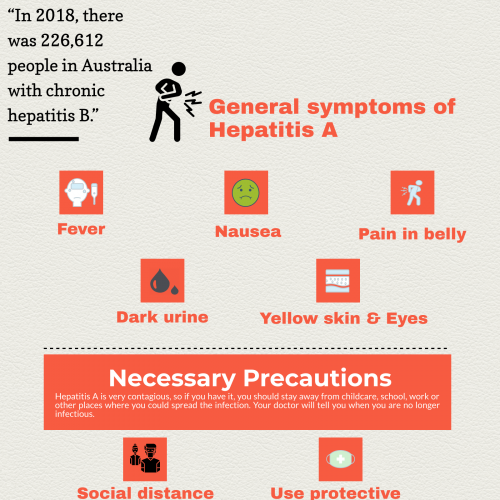 “In 2018, there
was 226,612
people in Australia
with chronic
hepatitis B.”
General symptoms of
Hepatitis A
Fever
Nausea
Pain in belly
Dark urine
Yellow skin & Eyes
Necessary Precautions
Hepatitis A is very contagious, so if you have it, you should stay away from childcare, school, work or
other places where you could spread the infection. Your doctor will tell you when you are no longer
infectious.
Social distance
Use protective